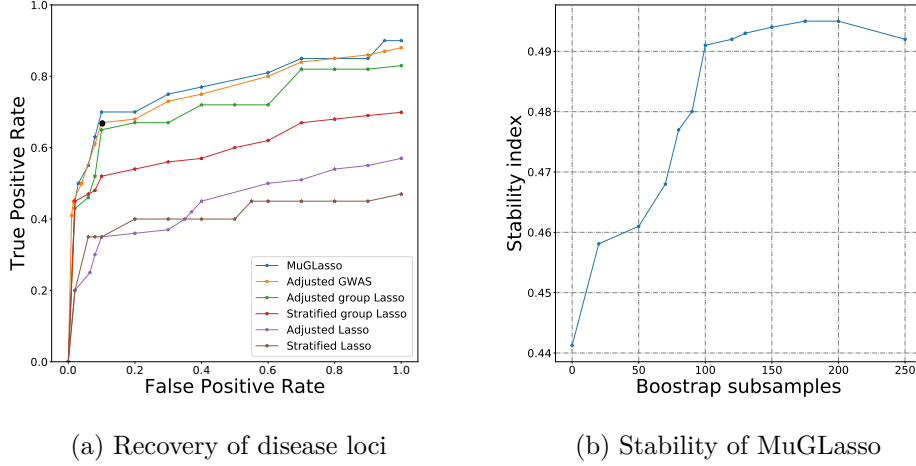 1.0
0.8
0.6
0.4
0.2
0.0
True Positive Rate
0.0 0.2 0.4 0.6 0.8 1.0
False Positive Rate
MuGLasso
Adjusted GWAS
Adjusted group Lasso
Stratified group Lasso
Adjusted Lasso
Stratified Lasso
(a) Recovery of disease loci
0.49
0.48
0.47
0.46
0.45
0.44
Stability index
0 50 100 150 200 250
Boostrap subsamples
(b) Stability of MuGLasso